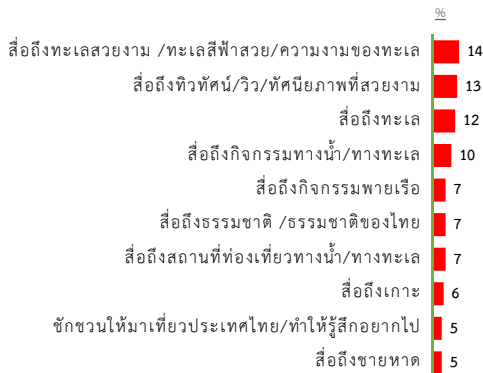 %
สื่อถึงทะเลสวยงาม /ทะเลสีฟ้าสวย/ความงามของทะเล 14
สื่อถึงทิวทัศน์/วิว/ทัศนียภาพที่สวยงาม 13
สื่อถึงทะเล 12
สื่อถึงกิจกรรมทางน้ำ/ทางทะเล 10
สื่อถึงกิจกรรมพายเรือ 7
สื่อถึงธรรมชาติ /ธรรมชาติของไทย 7
สื่อถึงสถานที่ท่องเที่ยวทางน้ำ/ทางทะเล 7
สื่อถึงเกาะ 6
ชักชวนให้มาเที่ยวประเทศไทย/ทำให้รู้สึกอยากไป 5
สื่อถึงชายหาด 5